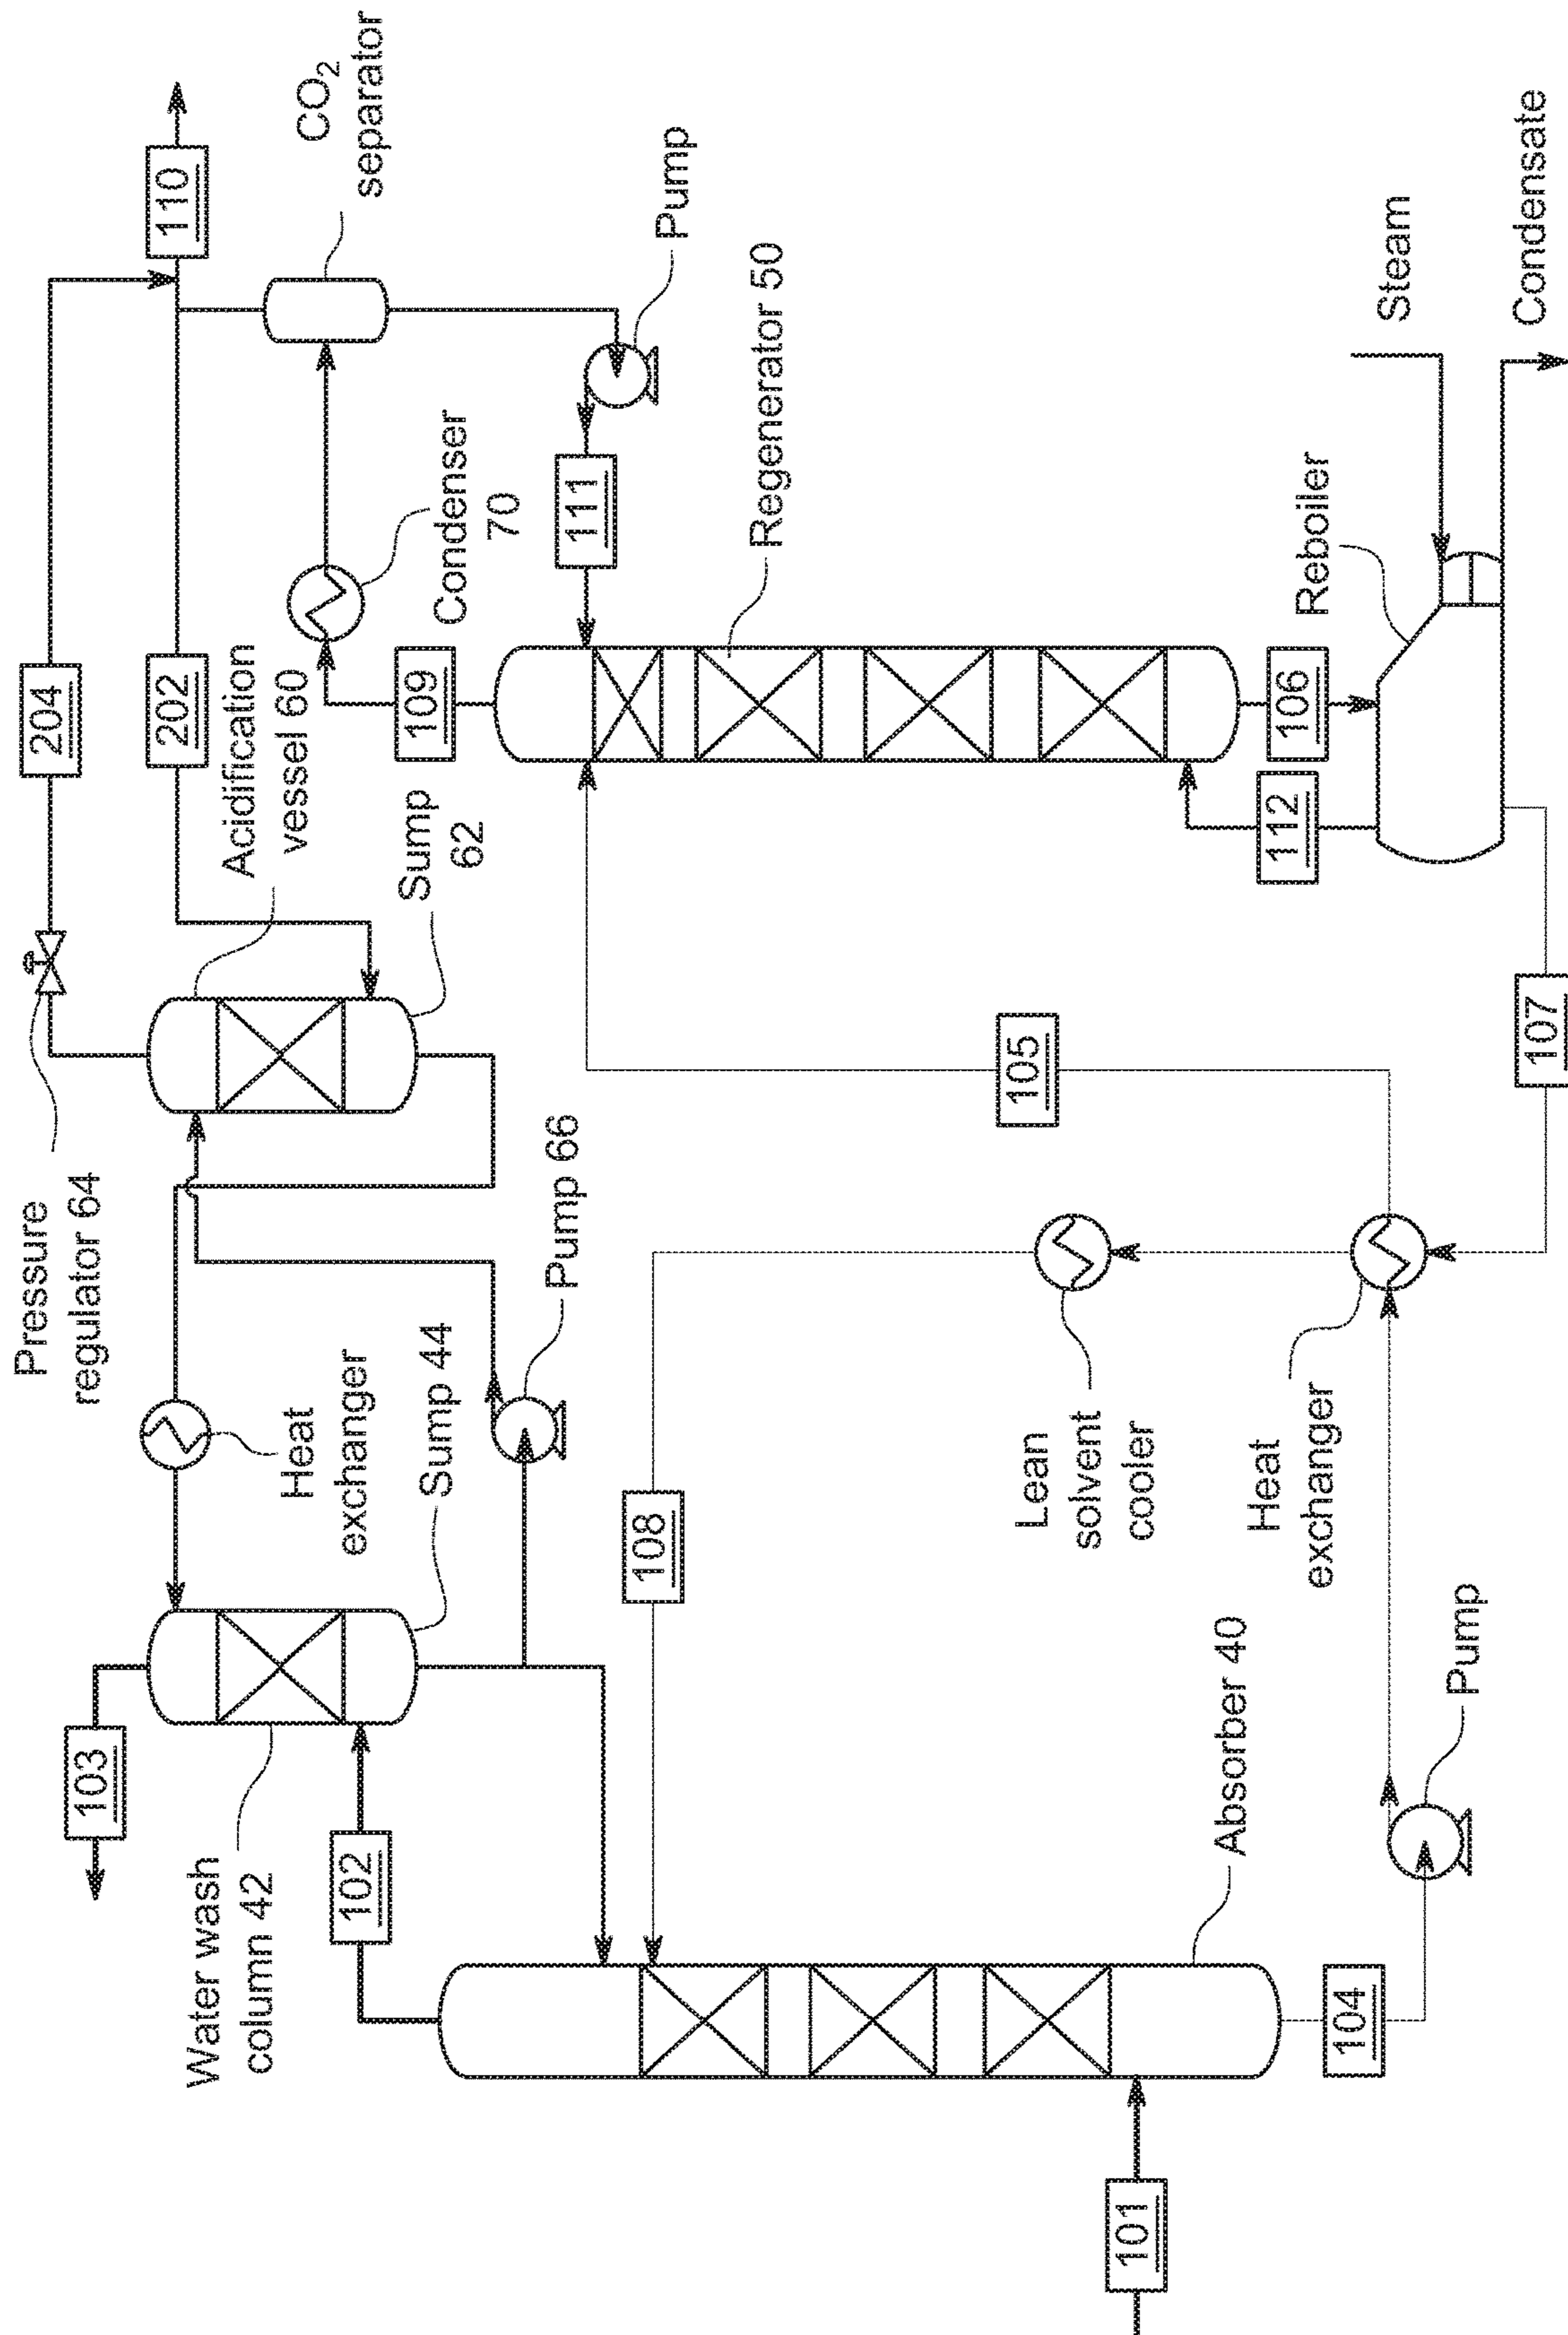 103
Water wash
column 42
102
Heat
exchanger
Sump 44
Pressure
regulator 64
Pump 66
204
202
Acidification
vessel 60
Sump
62
110
CO₂
separator
Condenser
70
109
111
Pump
Regenerator 50
106
112
Reboiler
Steam
Condensate
105
107
108
Lean
solvent
cooler
Heat
exchanger
Pump
Absorber 40
104
101